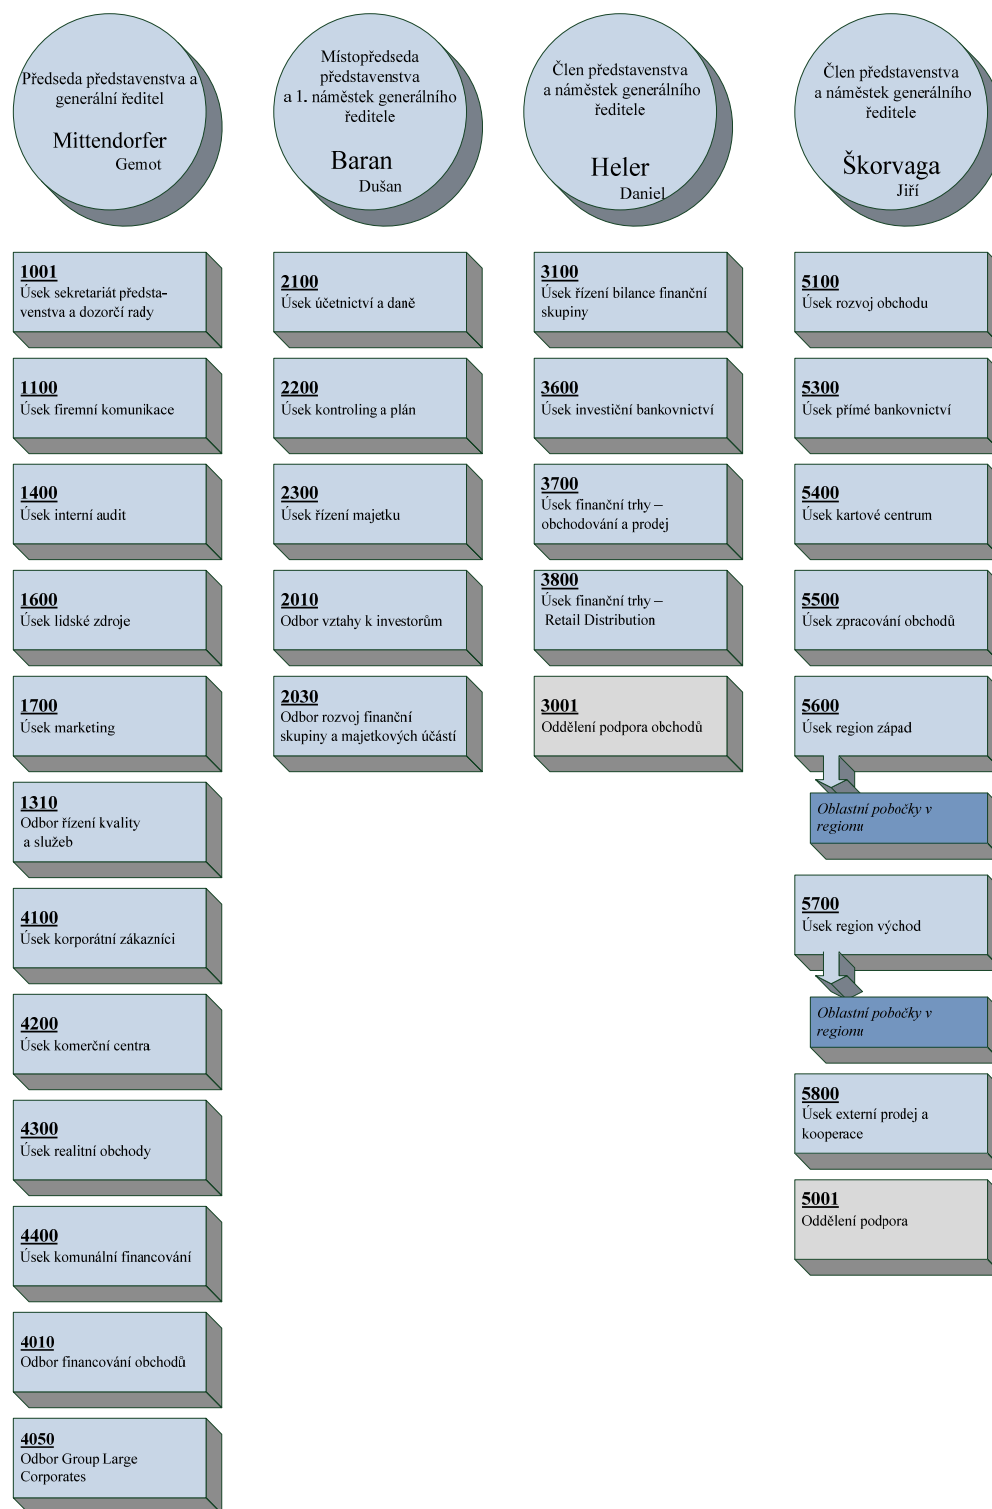 Předseda představenstva a
generální ředitel
Mittendorfer
Gemot
1001
Úsek sekretariát předsta-
venstva a dozorčí rady
1100
Úsek firemní komunikace
1400
Úsek interní audit
1600
Úsek lidské zdroje
1700
Úsek marketing
1310
Odbor řízení kvality
a služeb
4100
Úsek korporátní zákazníci
4200
Úsek komerční centra
4300
Úsek realitní obchody
4400
Úsek komunální financování
4010
Odbor financování obchodů
4050
Odbor Group Large
Corporates
Místopředseda
představenstva
a 1. náměstek generálního
ředitele
Baran
Dušan
2100
Úsek účetnictví a daně
2200
Úsek kontroling a plán
2300
Úsek řízení majetku
2010
Odbor vztahy k investorům
2030
Odbor rozvoj finanční
skupiny a majetkových účástí
Člen představenstva
a náměstek generálního
ředitele
Heler
Daniel
3100
Úsek řízení bilance finanční
skupiny
3600
Úsek investiční bankovnictví
3700
Úsek finanční trhy –
obchodování a prodej
3800
Úsek finanční trhy –
Retail Distribution
3001
Oddělení podpora obchodů
Člen představenstva
a náměstek generálního
ředitele
Škorvaga
Jiří
5100
Úsek rozvoj obchodu
5300
Úsek přímé bankovnictví
5400
Úsek kartové centrum
5500
Úsek zpracování obchodů
5600
Úsek region západ
Oblastní pobočky v
regionu
5700
Úsek region východ
Oblastní pobočky v
regionu
5800
Úsek externí prodej a
kooperace
5001
Oddělení podpora